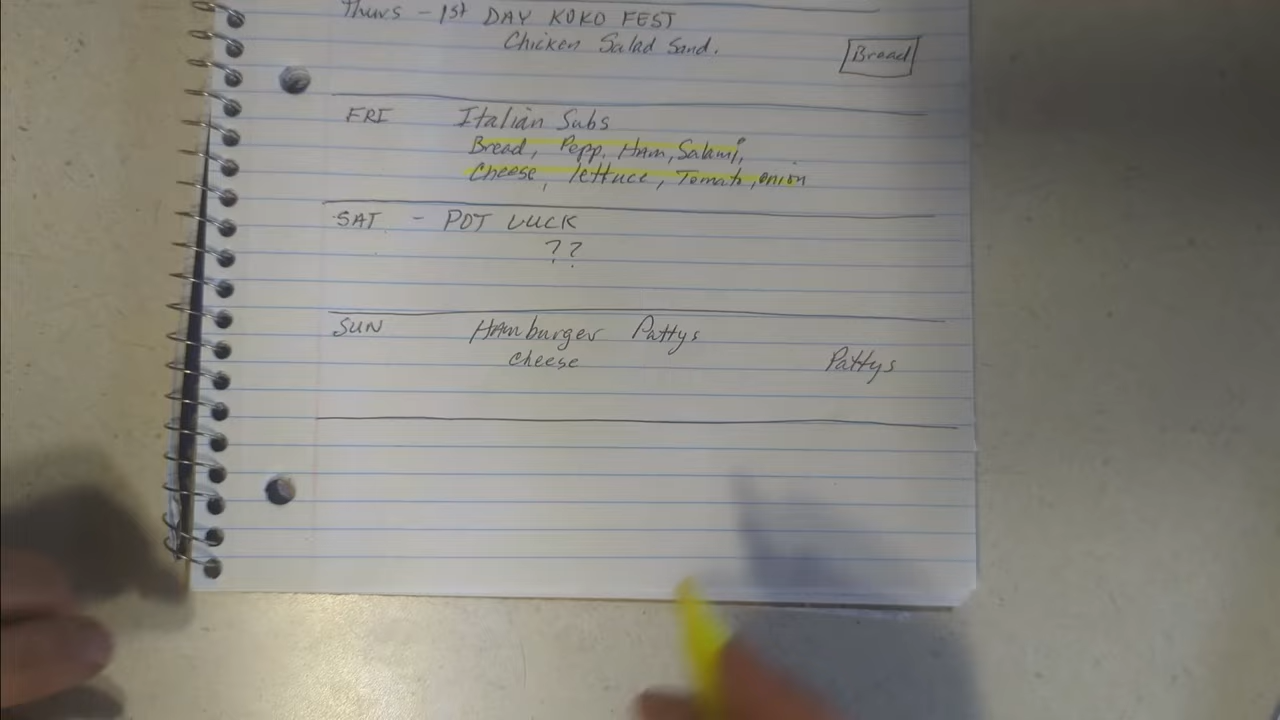 Thurs - 1st DAY KOKO FEST
Chicken Salad Sand.
Bread
FRI Italian Subs
Bread, Pepp, Ham, Salami,
Cheese, lettuce, Tomato, onion
SAT - POT LUCK
??
SUN Hamburger Pattys
Cheese Pattys